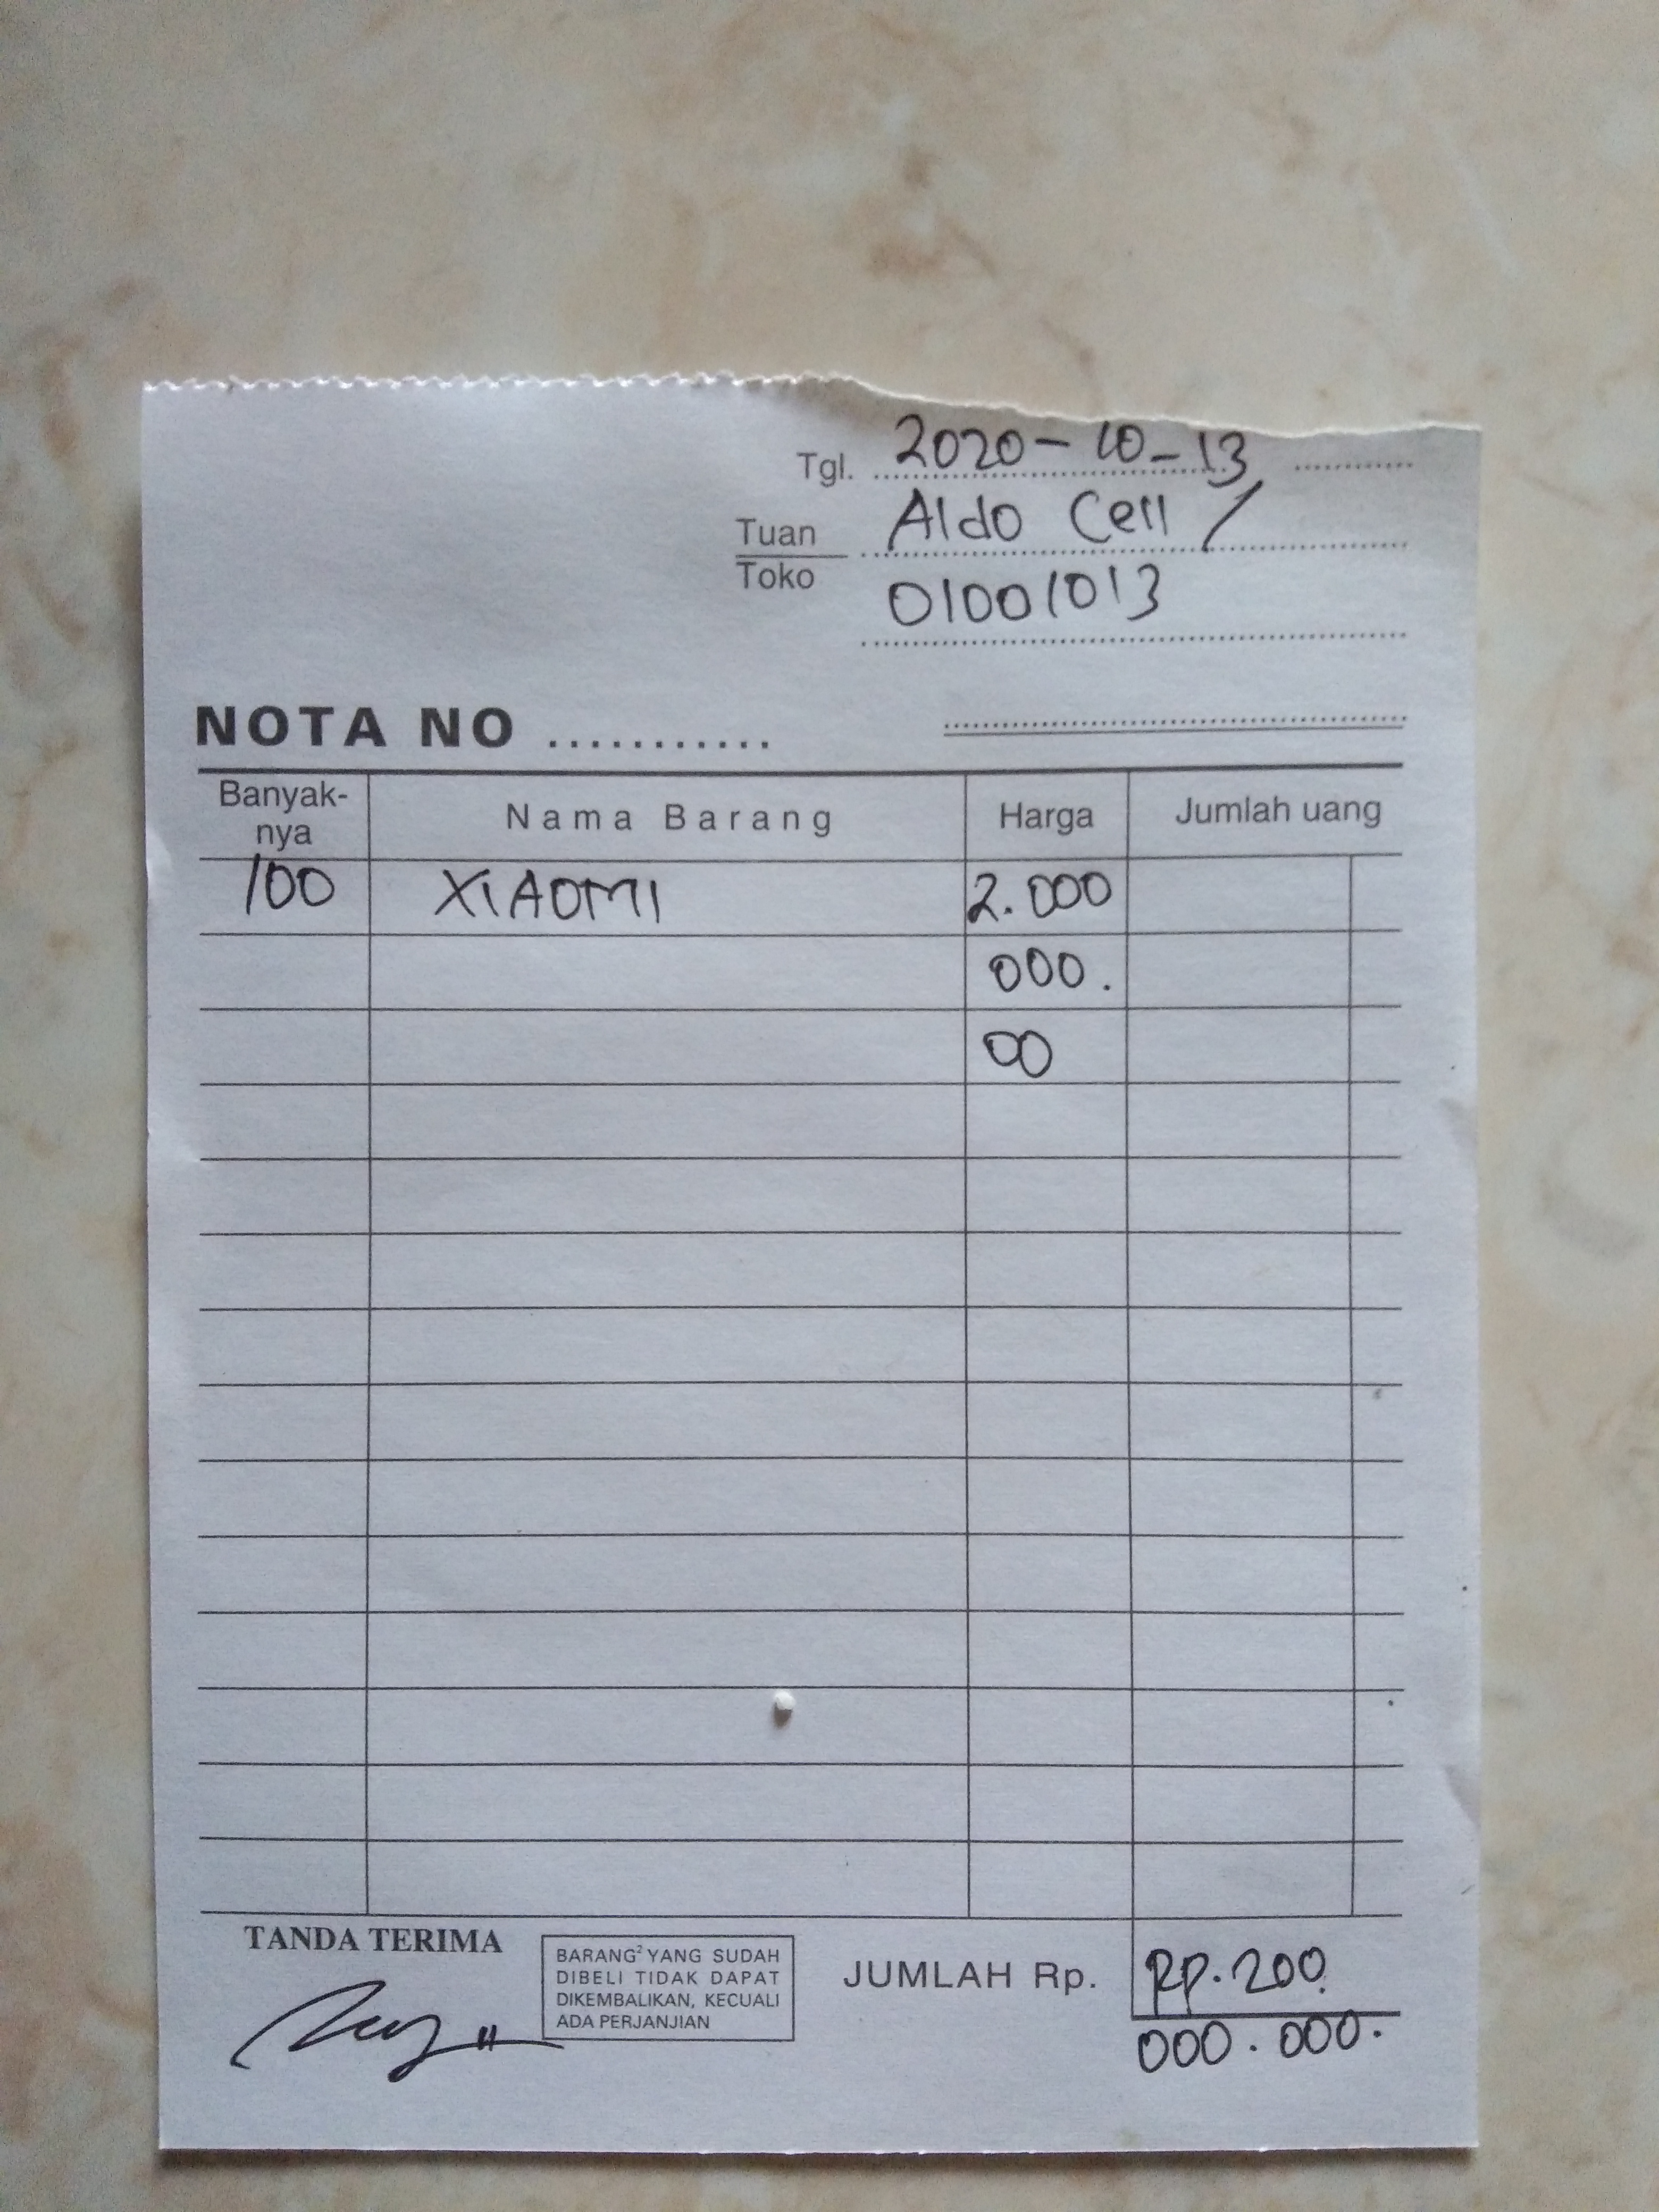 Tgl. 2020-10-13
Tuan Aldo Cell /
Toko 01001013
NOTA NO ...........
Banyak-nya Nama Barang Harga Jumlah uang
100 XIAOMI 2.000
000.
00
TANDA TERIMA
BARANG² YANG SUDAH
DIBELI TIDAK DAPAT
DIKEMBALIKAN, KECUALI
ADA PERJANJIAN
JUMLAH Rp. Rp. 200.
000.000.